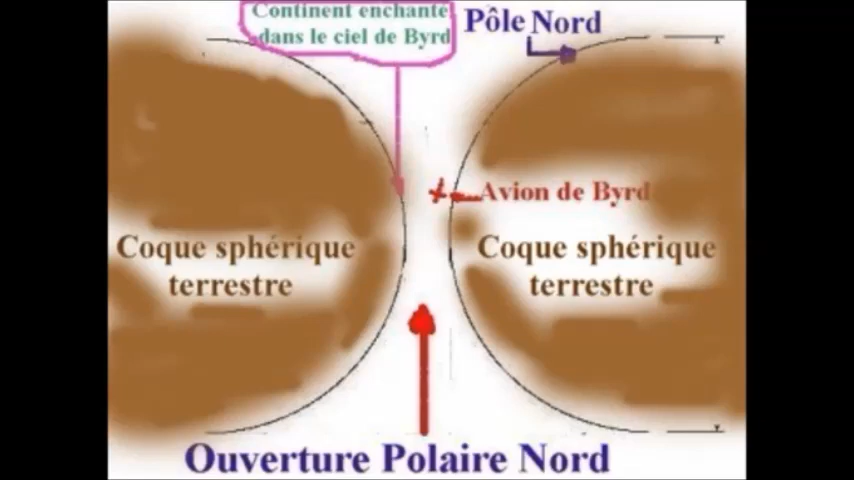 Continent enchanté
dans le ciel de Byrd
Pôle Nord
Avion de Byrd
Coque sphérique
terrestre
Coque sphérique
terrestre
Ouverture Polaire Nord